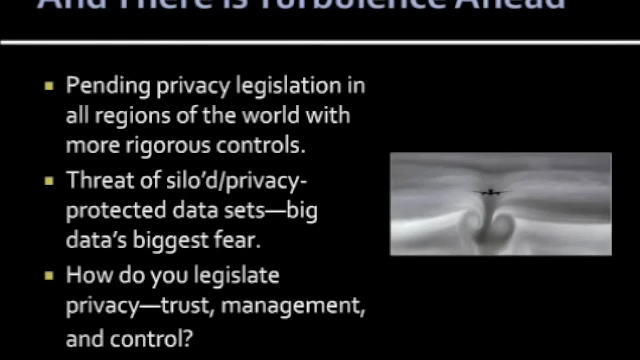 And There is Turbulence Ahead
Pending privacy legislation in
all regions of the world with
more rigorous controls.
Threat of silo'd/privacy-
protected data sets—big
data's biggest fear.
How do you legislate
privacy—trust, management,
and control?